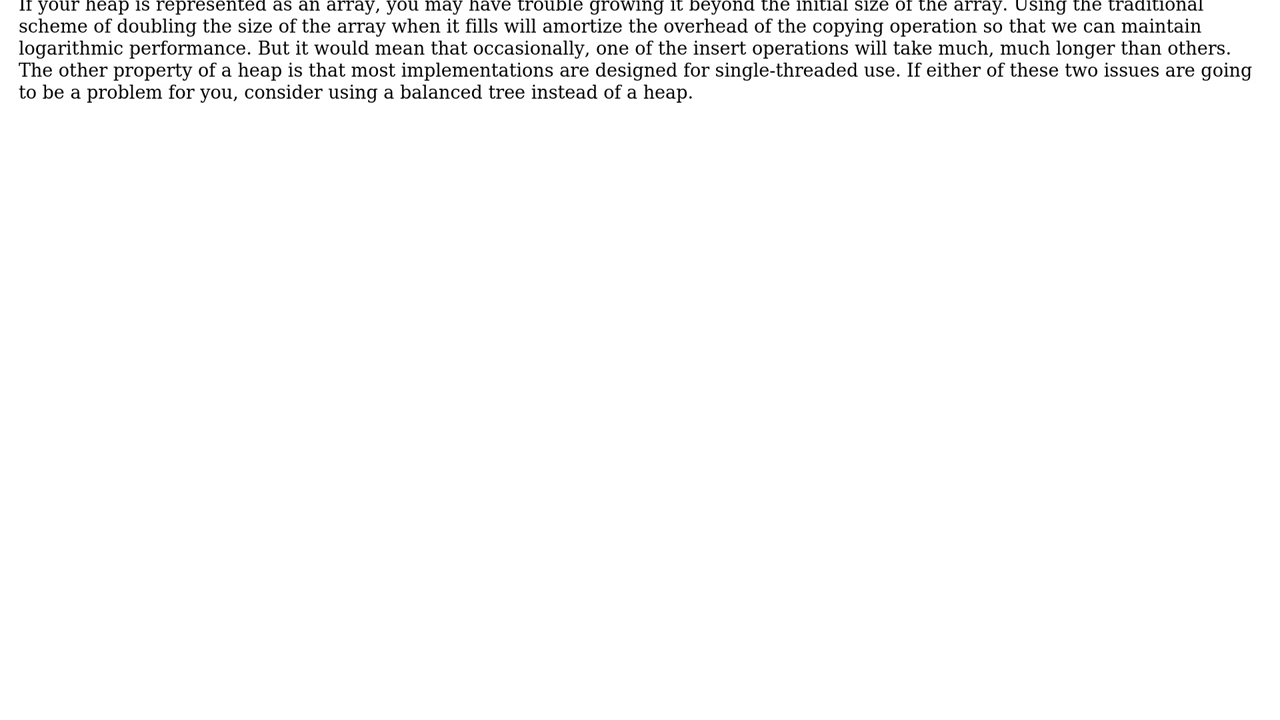 If your heap is represented as an array, you may have trouble growing it beyond the initial size of the array. Using the traditional
scheme of doubling the size of the array when it fills will amortize the overhead of the copying operation so that we can maintain
logarithmic performance. But it would mean that occasionally, one of the insert operations will take much, much longer than others.
The other property of a heap is that most implementations are designed for single-threaded use. If either of these two issues are going
to be a problem for you, consider using a balanced tree instead of a heap.